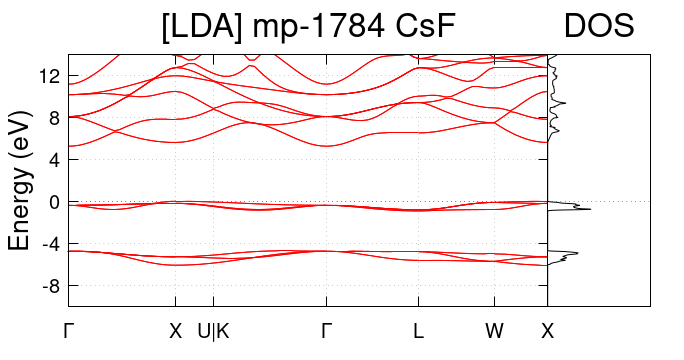 [LDA] mp-1784 CsF
DOS
Energy (eV)
12
8
4
0
-4
-8
Γ X U|K Γ L W X